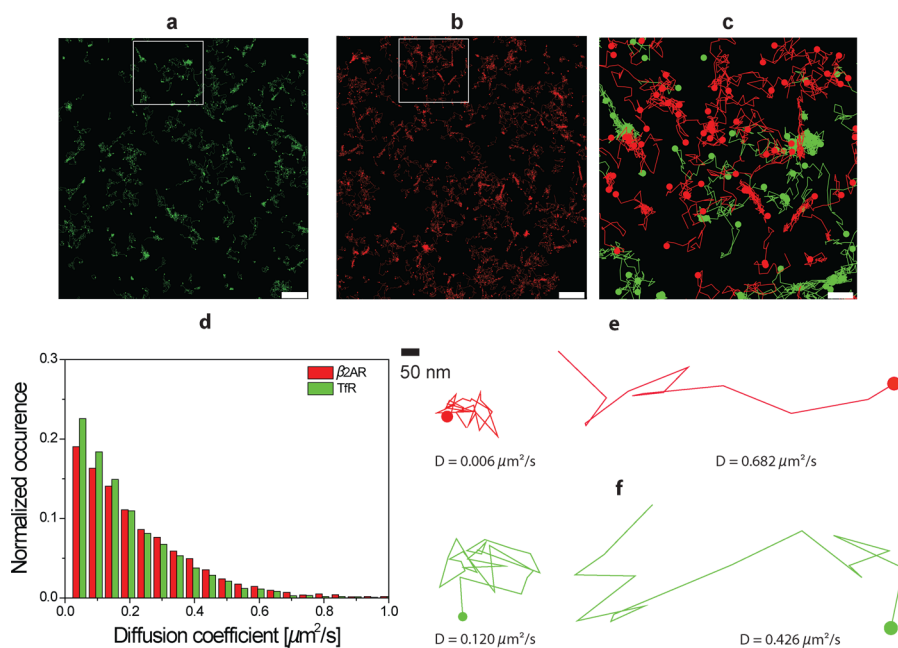 a
b
c
d
0.3
0.2
0.1
0.0
Normalized occurence
β2AR
TfR
0.0
0.2
0.4
0.6
0.8
1.0
Diffusion coefficient [µm²/s]
50 nm
e
D = 0.006 µm²/s
D = 0.682 µm²/s
f
D = 0.120 µm²/s
D = 0.426 µm²/s